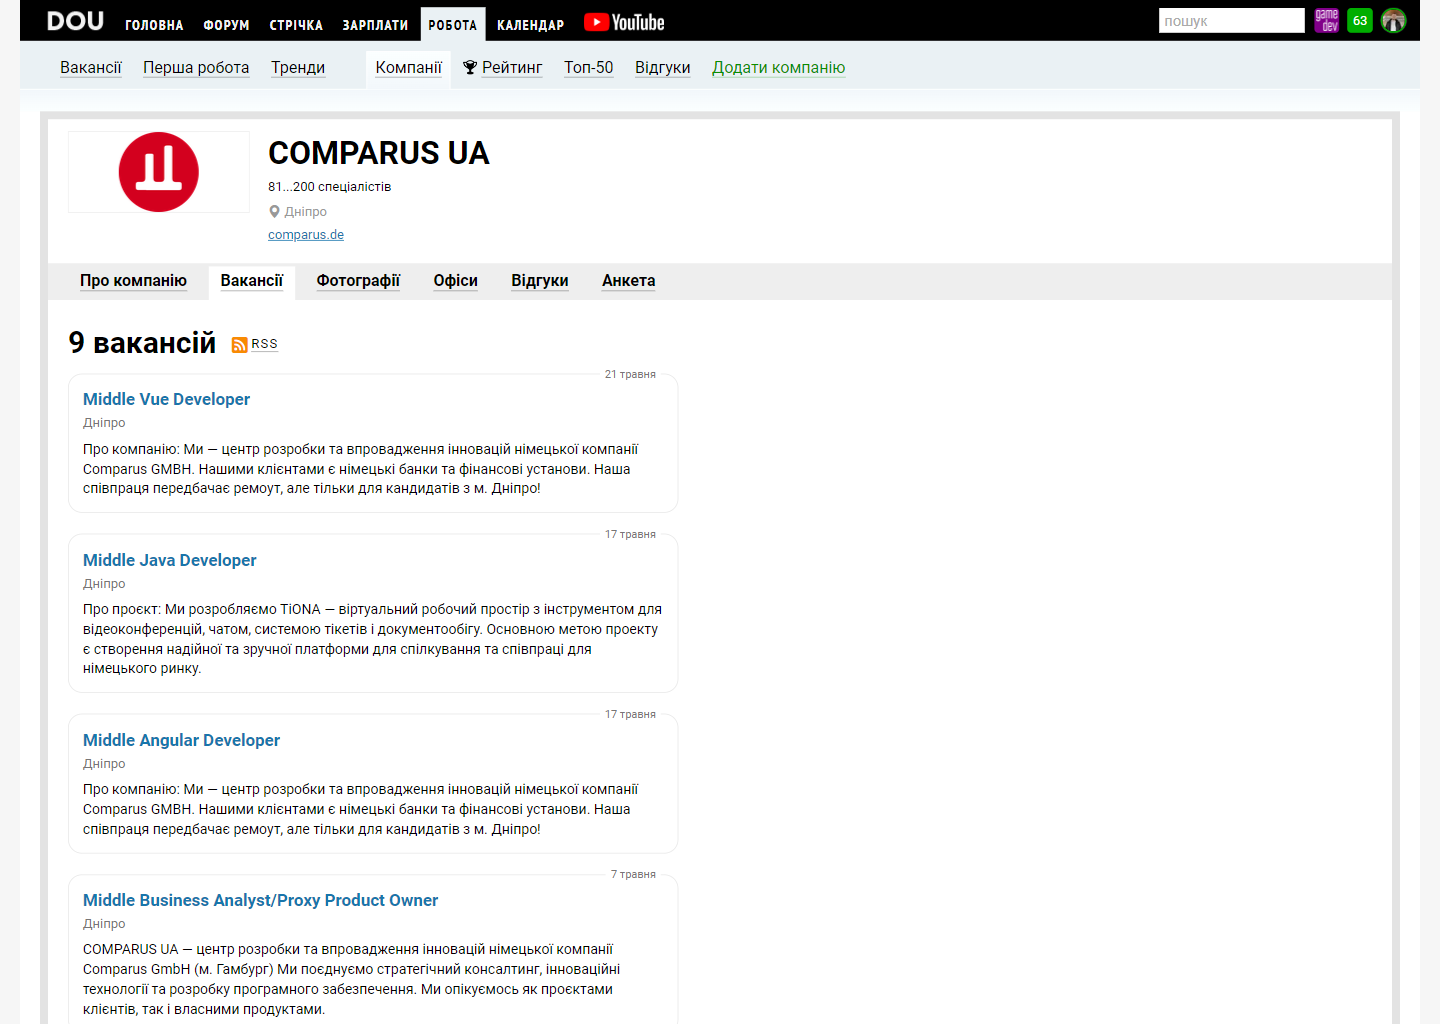 DOU ГОЛОВНА ФОРУМ СТРІЧКА ЗАРПЛАТИ РОБОТА КАЛЕНДАР YouTube пошук game dev 63
Вакансії Перша робота Тренди Компанії Рейтинг Топ-50 Відгуки Додати компанію
COMPARUS UA
81...200 спеціалістів
Дніпро
comparus.de
Про компанію Вакансії Фотографії Офіси Відгуки Анкета
9 вакансій RSS
21 травня
Middle Vue Developer
Дніпро
Про компанію: Ми — центр розробки та впровадження інновацій німецької компанії
Comparus GMBH. Нашими клієнтами є німецькі банки та фінансові установи. Наша
співпраця передбачає ремоут, але тільки для кандидатів з м. Дніпро!
17 травня
Middle Java Developer
Дніпро
Про проєкт: Ми розробляємо TiONA — віртуальний робочий простір з інструментом для
відеоконференцій, чатом, системою тікетів і документообігу. Основною метою проекту
є створення надійної та зручної платформи для спілкування та співпраці для
німецького ринку.
17 травня
Middle Angular Developer
Дніпро
Про компанію: Ми — центр розробки та впровадження інновацій німецької компанії
Comparus GMBH. Нашими клієнтами є німецькі банки та фінансові установи. Наша
співпраця передбачає ремоут, але тільки для кандидатів з м. Дніпро!
7 травня
Middle Business Analyst/Proxy Product Owner
Дніпро
COMPARUS UA — центр розробки та впровадження інновацій німецької компанії
Comparus GmbH (м. Гамбург) Ми поєднуємо стратегічний консалтинг, інноваційні
технології та розробку програмного забезпечення. Ми опікуємось як проєктами
клієнтів, так і власними продуктами.